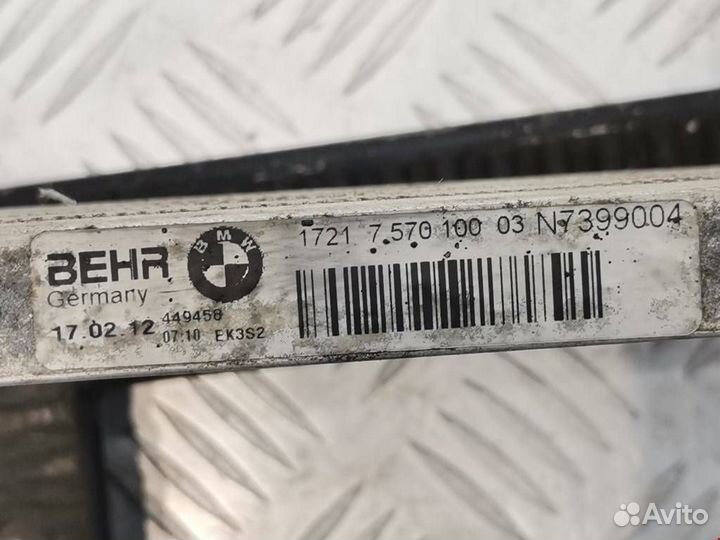 BEHR
Germany
BMW
1721 7 570 100 03 N7399004
17.02.12 449458
07:10 EK3S2
Avito